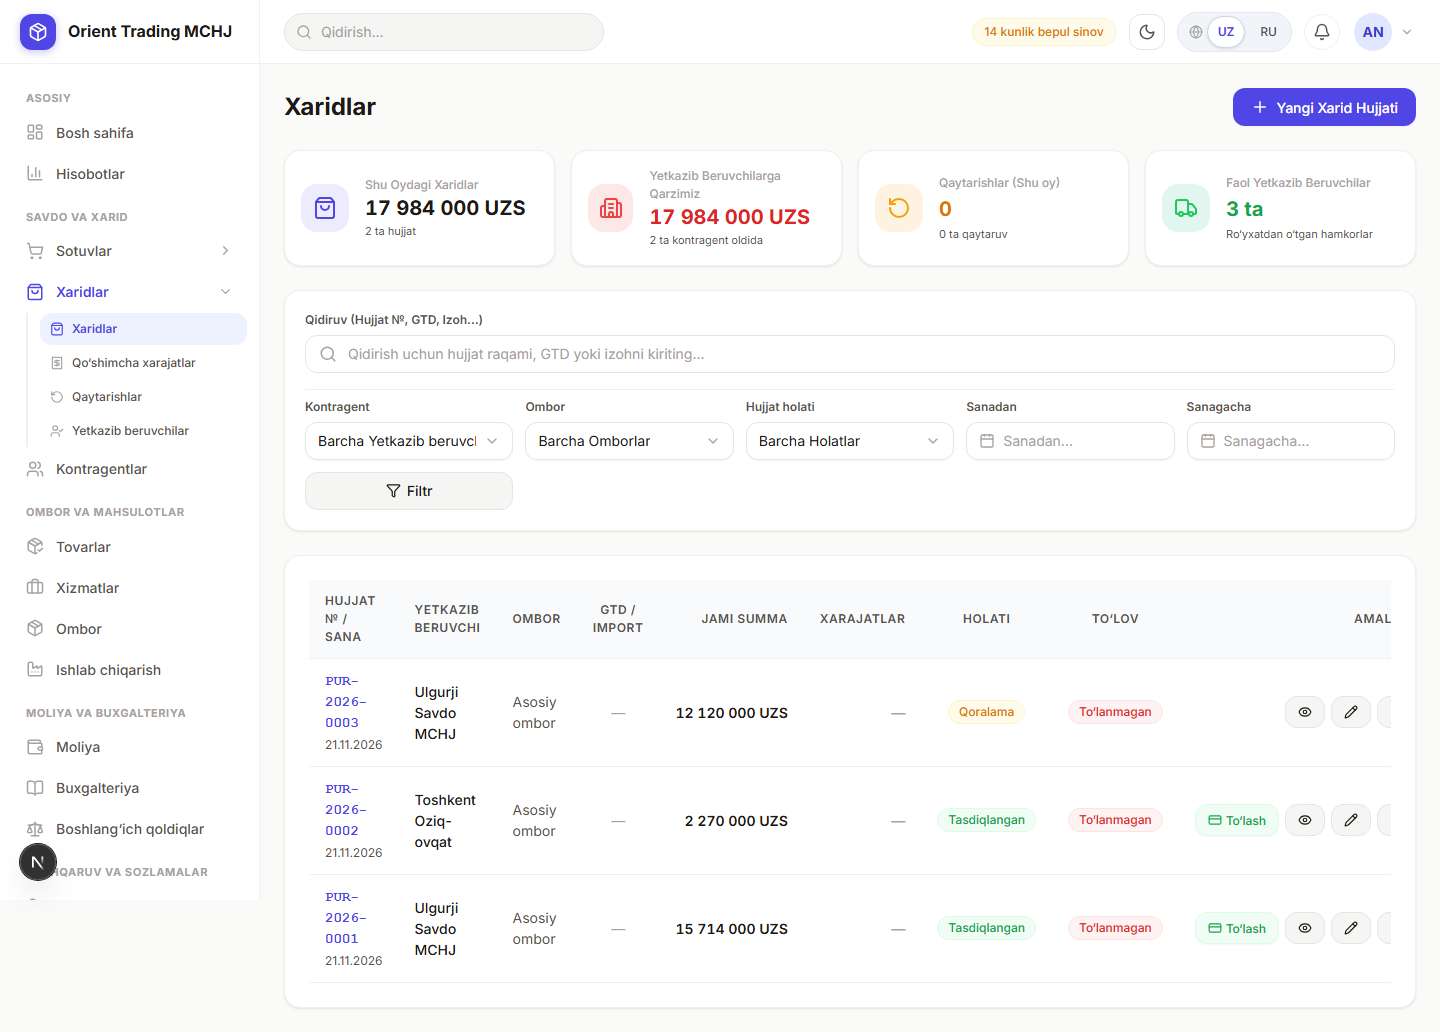 Orient Trading MCHJ
Qidirish...
14 kunlik bepul sinov
UZ
RU
AN
ASOSIY
Bosh sahifa
Hisobotlar
SAVDO VA XARID
Sotuvlar
Xaridlar
Xaridlar
Qo‘shimcha xarajatlar
Qaytarishlar
Yetkazib beruvchilar
Kontragentlar
OMBOR VA MAHSULOTLAR
Tovarlar
Xizmatlar
Ombor
Ishlab chiqarish
MOLIYA VA BUXGALTERIYA
Moliya
Buxgalteriya
Boshlang‘ich qoldiqlar
N
QARUV VA SOZLAMALAR
Xaridlar
Yangi Xarid Hujjati
Shu Oydagi Xaridlar
17 984 000 UZS
2 ta hujjat
Yetkazib Beruvchilarga
Qarzimiz
17 984 000 UZS
2 ta kontragent oldida
Qaytarishlar (Shu oy)
0
0 ta qaytaruv
Faol Yetkazib Beruvchilar
3 ta
Ro‘yxatdan o‘tgan hamkorlar
Qidiruv (Hujjat №, GTD, Izoh...)
Qidirish uchun hujjat raqami, GTD yoki izohni kiriting...
Kontragent
Ombor
Hujjat holati
Sanadan
Sanagacha
Barcha Yetkazib beruvcl
Barcha Omborlar
Barcha Holatlar
Sanadan...
Sanagacha...
Filtr
HUJJAT
№ /
SANA
YETKAZIB
BERUVCHI
OMBOR
GTD /
IMPORT
JAMI SUMMA
XARAJATLAR
HOLATI
TO‘LOV
AMAL
PUR-
2026-
0003
21.11.2026
Ulgurji
Savdo
MCHJ
Asosiy
ombor
—
12 120 000 UZS
—
Qoralama
To‘lanmagan
PUR-
2026-
0002
21.11.2026
Toshkent
Oziq-
ovqat
Asosiy
ombor
—
2 270 000 UZS
—
Tasdiqlangan
To‘lanmagan
To‘lash
PUR-
2026-
0001
21.11.2026
Ulgurji
Savdo
MCHJ
Asosiy
ombor
—
15 714 000 UZS
—
Tasdiqlangan
To‘lanmagan
To‘lash